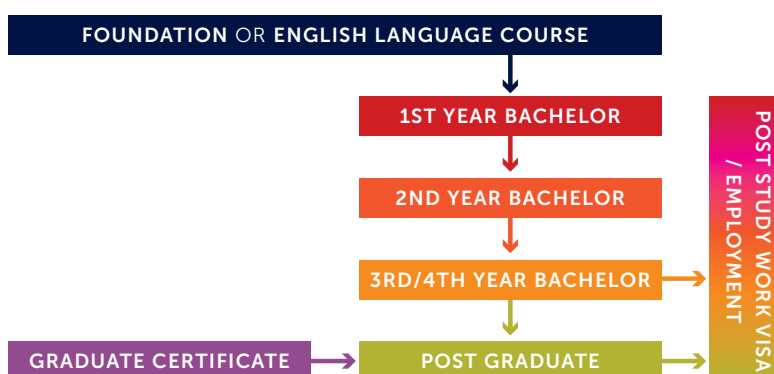 FOUNDATION OR ENGLISH LANGUAGE COURSE
1ST YEAR BACHELOR
2ND YEAR BACHELOR
3RD/4TH YEAR BACHELOR
GRADUATE CERTIFICATE
POST GRADUATE
POST STUDY WORK VISA
/ EMPLOYMENT